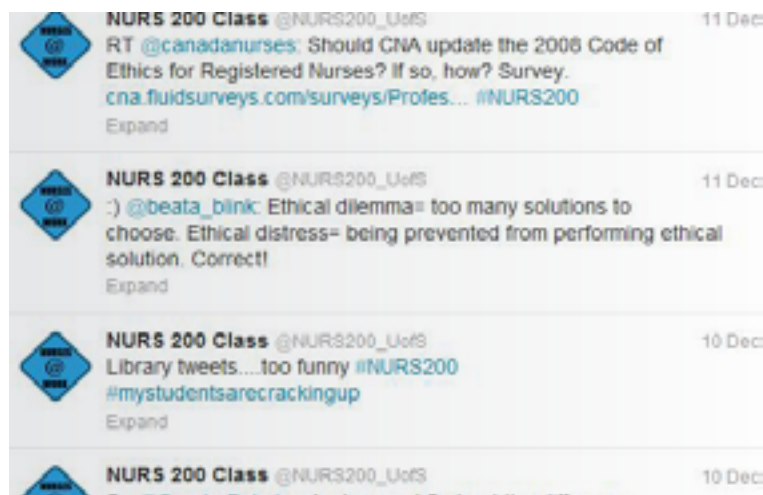 NURS 200 Class @NURS200_UofS 11 Dec
RT @canadanurses: Should CNA update the 2008 Code of
Ethics for Registered Nurses? If so, how? Survey.
cna.fluidsurveys.com/surveys/Profes... #NURS200
Expand
NURS 200 Class @NURS200_UofS 11 Dec
:) @beata_blink: Ethical dilemma= too many solutions to
choose. Ethical distress= being prevented from performing ethical
solution. Correct!
Expand
NURS 200 Class @NURS200_UofS 10 Dec
Library tweets....too funny #NURS200
#mystudentsarecrackingup
Expand
NURS 200 Class @NURS200_UofS 10 Dec